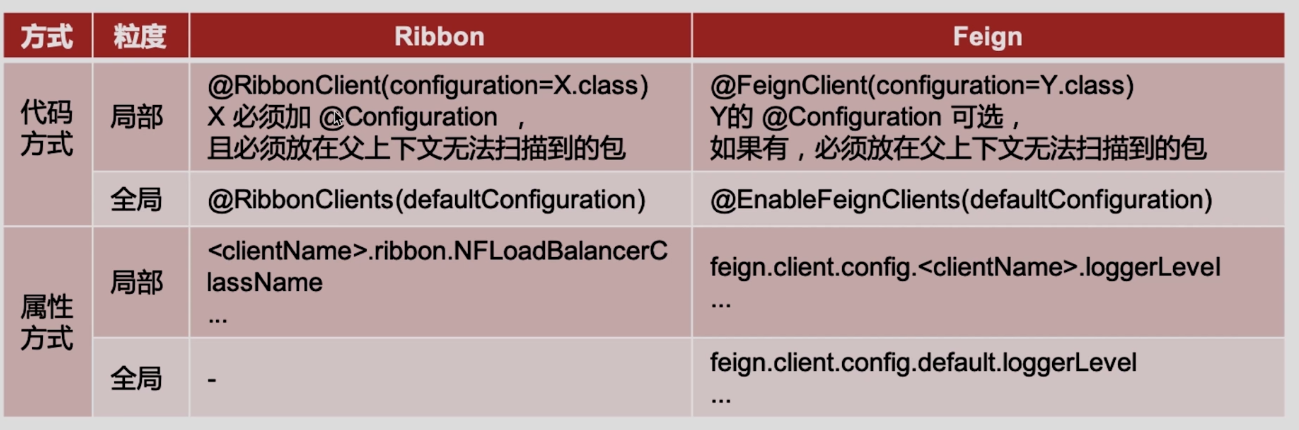 方式 粒度 Ribbon Feign
代码
方式
局部
@RibbonClient(configuration=X.class)
X 必须加 @Configuration ，
且必须放在父上下文无法扫描到的包
@FeignClient(configuration=Y.class)
Y的 @Configuration 可选，
如果有，必须放在父上下文无法扫描到的包
全局
@RibbonClients(defaultConfiguration)
@EnableFeignClients(defaultConfiguration)
属性
方式
局部
<clientName>.ribbon.NFLoadBalancerC
lassName
...
feign.client.config.<clientName>.loggerLevel
...
全局
-
feign.client.config.default.loggerLevel
...